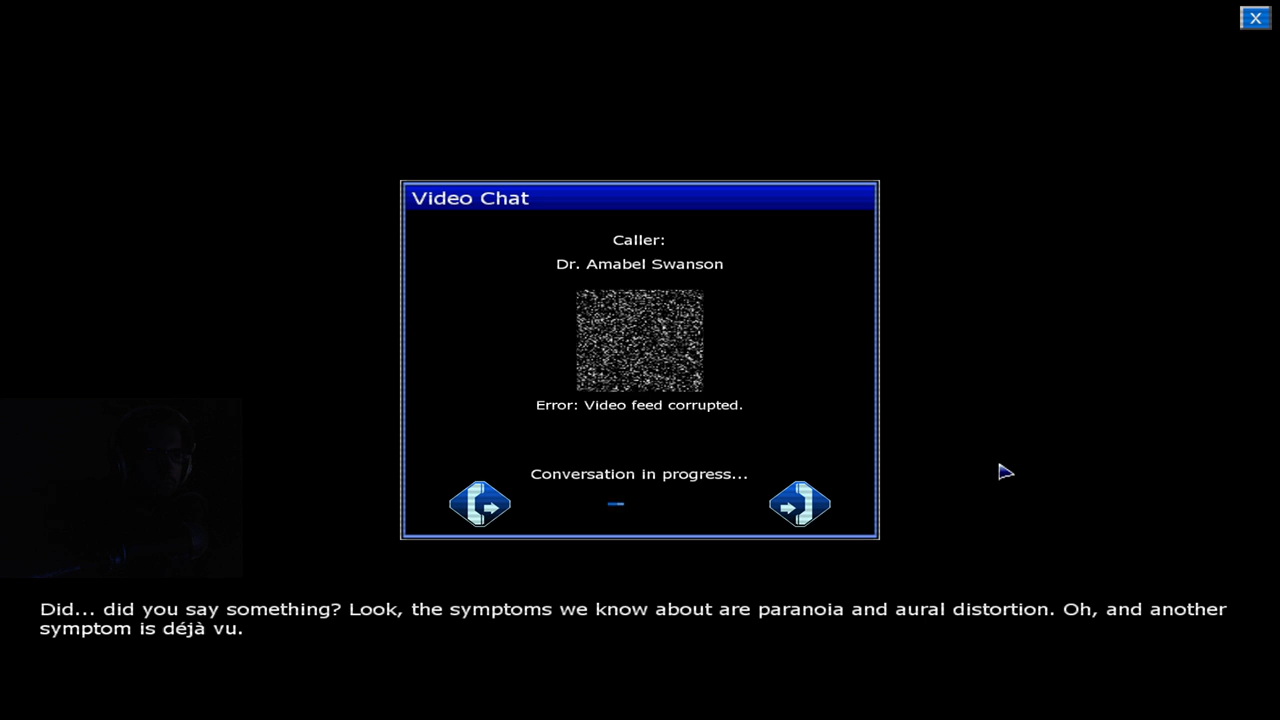 X
Video Chat
Caller:
Dr. Amabel Swanson
Error: Video feed corrupted.
Conversation in progress...
Did... did you say something? Look, the symptoms we know about are paranoia and aural distortion. Oh, and another
symptom is déjà vu.